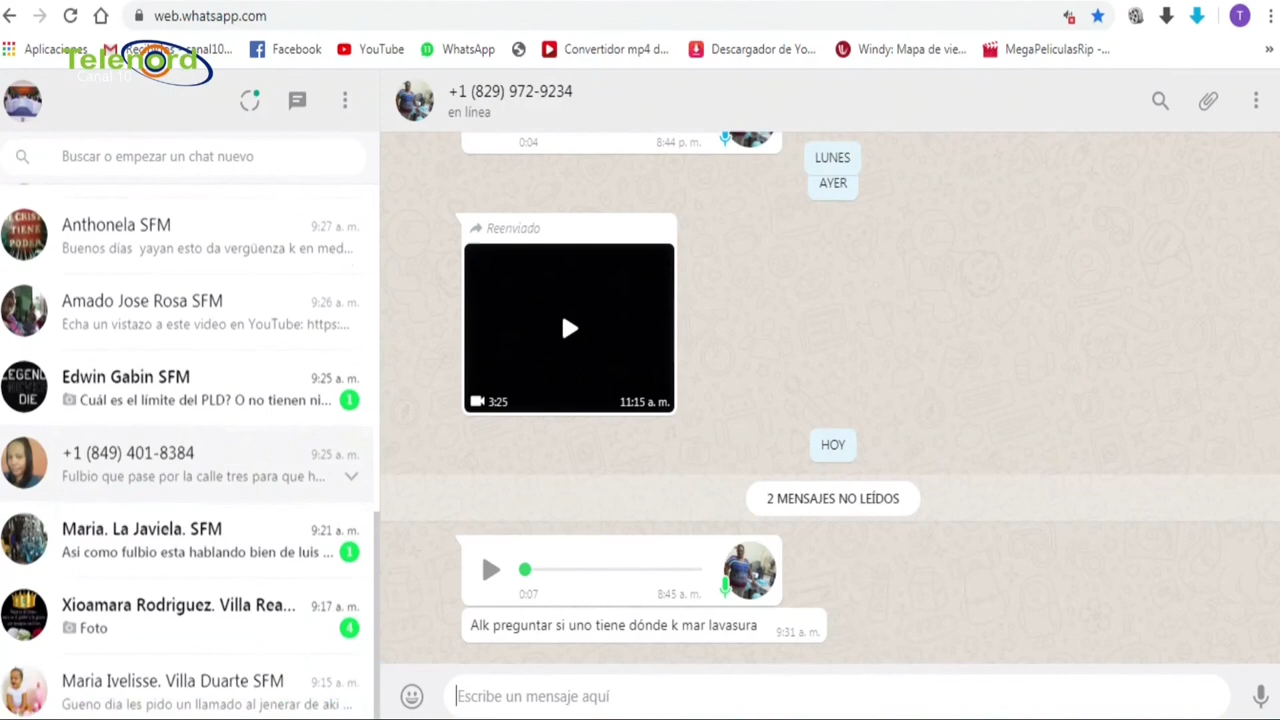 web.whatsapp.com
Aplicaciones
canal10...
Facebook
YouTube
WhatsApp
Convertidor mp4 d...
Descargador de Yo...
Windy: Mapa de vie...
MegaPeliculasRip -...
T
Telenord
Canal 10
+1 (829) 972-9234
en línea
Buscar o empezar un chat nuevo
Anthonela SFM
9:27 a. m.
Buenos días yayan esto da vergüenza k en med...
Amado Jose Rosa SFM
9:26 a. m.
Echa un vistazo a este video en YouTube: https:...
Edwin Gabin SFM
9:25 a. m.
Cuál es el límite del PLD? O no tienen ni...
1
+1 (849) 401-8384
9:25 a. m.
Fulbio que pase por la calle tres para que h...
Maria. La Javiela. SFM
9:21 a. m.
Asi como fulbio esta hablando bien de luis ...
1
Xioamara Rodriguez. Villa Rea...
9:17 a. m.
Foto
4
Maria Ivelisse. Villa Duarte SFM
9:15 a. m.
Gueno dia les pido un llamado al jenerar de aki ...
0:04
8:44 p. m.
LUNES
AYER
Reenviado
3:25
11:15 a. m.
HOY
2 MENSAJES NO LEÍDOS
0:07
8:45 a. m.
Alk preguntar si uno tiene dónde k mar lavasura
9:31 a. m.
Escribe un mensaje aquí